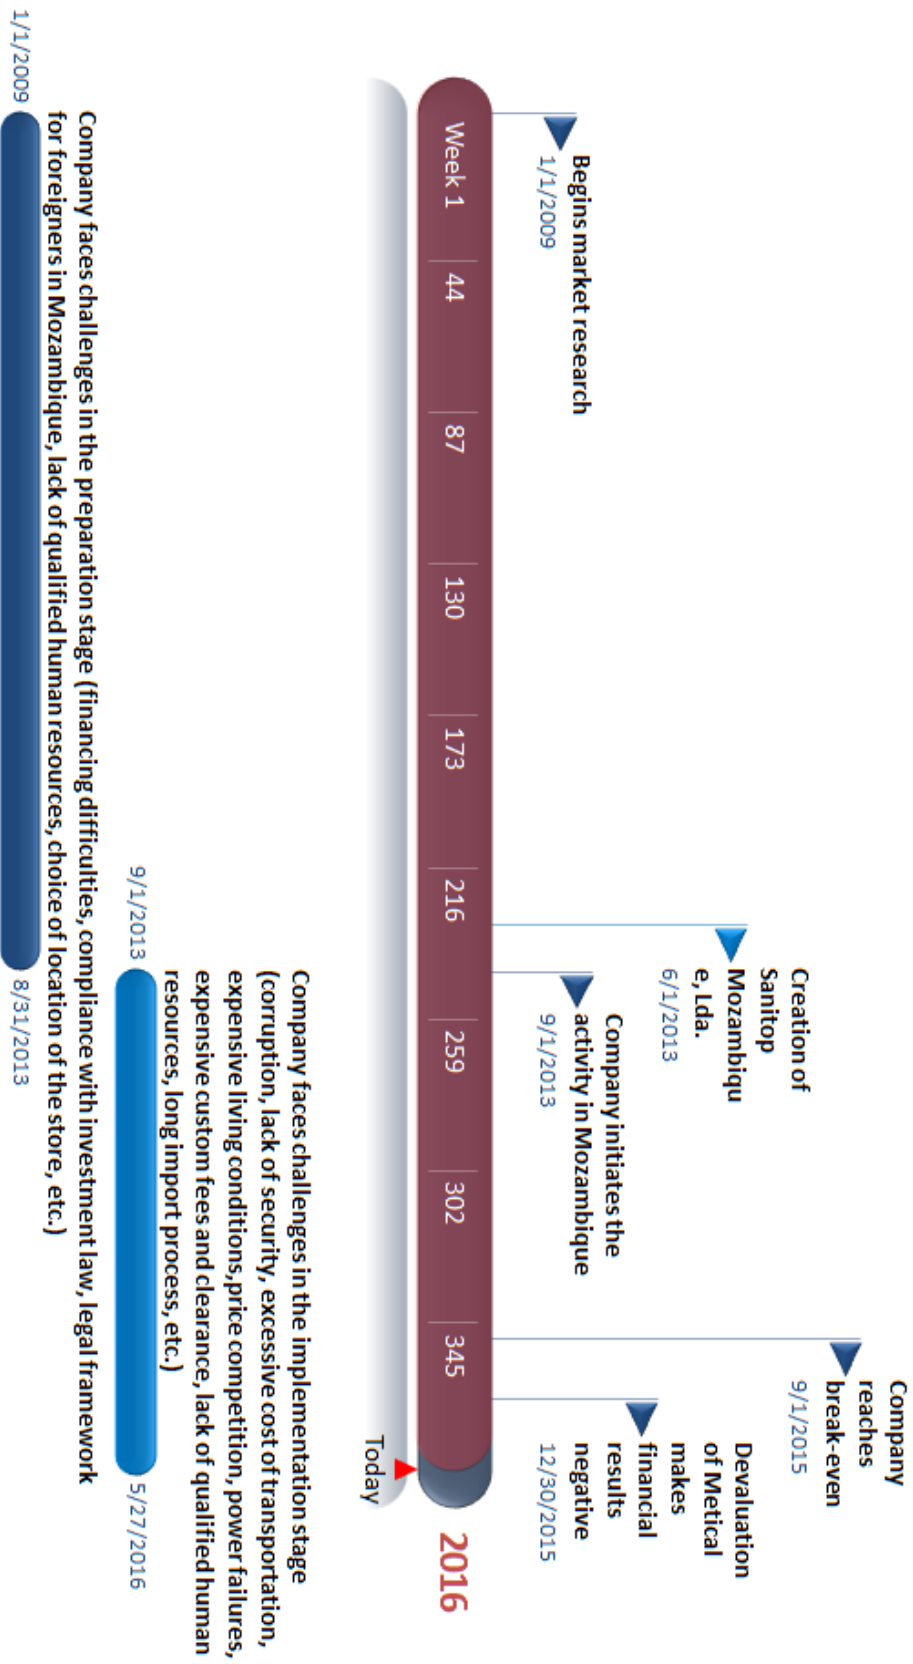 Company
reaches
break-even
9/1/2015
Creation of
Sanitop
Mozambiqu
e, Lda.
6/1/2013
Devaluation
of Metical
makes
financial
results
negative
12/30/2015
Begins market research
1/1/2009
Company initiates the
activity in Mozambique
9/1/2013
Week 1
44
87
130
173
216
259
302
345
2016
Today
Company faces challenges in the implementation stage
(corruption, lack of security, excessive cost of transportation,
expensive living conditions,price competition, power failures,
expensive custom fees and clearance, lack of qualified human
resources, long import process, etc.)
9/1/2013
5/27/2016
Company faces challenges in the preparation stage (financing difficulties, compliance with investment law, legal framework
for foreigners in Mozambique, lack of qualified human resources, choice of location of the store, etc.)
1/1/2009
8/31/2013